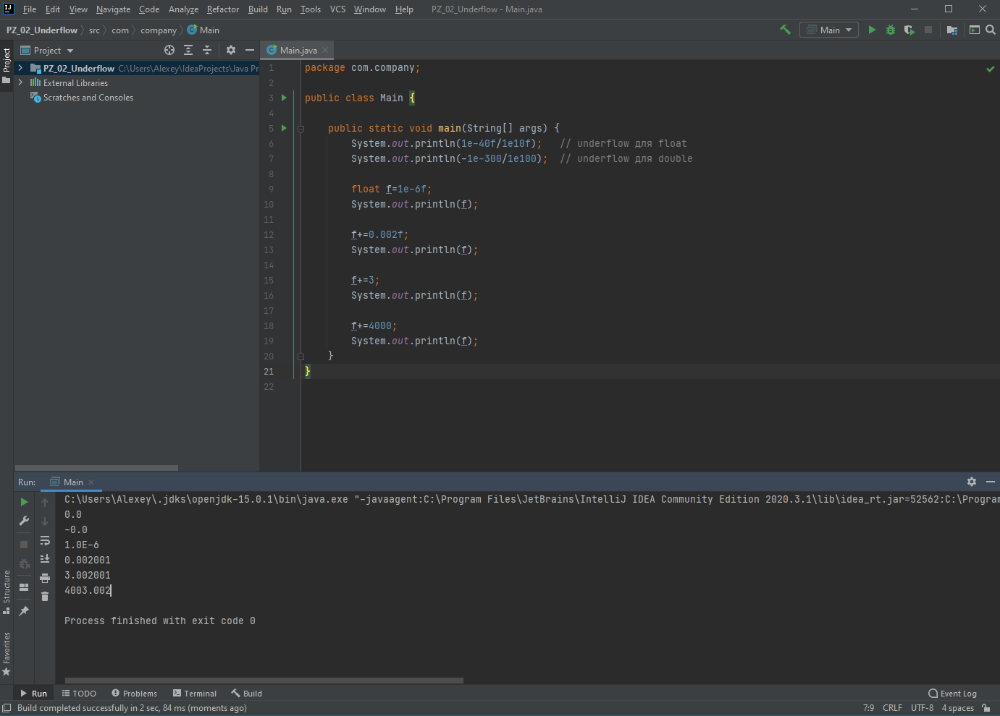 IJ File Edit View Navigate Code Analyze Refactor Build Run Tools VCS Window Help PZ_02_Underflow - Main.java
PZ_02_Underflow src com company Main Main
Project
Project Main.java
PZ_02_Underflow C:\Users\Alexey\IdeaProjects\Java Pr
External Libraries
Scratches and Consoles
1 package com.company;
2
3 public class Main {
4
5 public static void main(String[] args) {
6 System.out.println(1e-40f/1e10f); // underflow для float
7 System.out.println(-1e-300/1e100); // underflow для double
8
9 float f=1e-6f;
10 System.out.println(f);
11
12 f+=0.002f;
13 System.out.println(f);
14
15 f+=3;
16 System.out.println(f);
17
18 f+=4000;
19 System.out.println(f);
20 }
21 }
22
Run: Main
C:\Users\Alexey\.jdks\openjdk-15.0.1\bin\java.exe "-javaagent:C:\Program Files\JetBrains\IntelliJ IDEA Community Edition 2020.3.1\lib\idea_rt.jar=52562:C:\Program
0.0
-0.0
1.0E-6
0.002001
3.002001
4003.002
Process finished with exit code 0
Structure
Favorites
Run TODO Problems Terminal Build Event Log
Build completed successfully in 2 sec, 84 ms (moments ago) 7:9 CRLF UTF-8 4 spaces